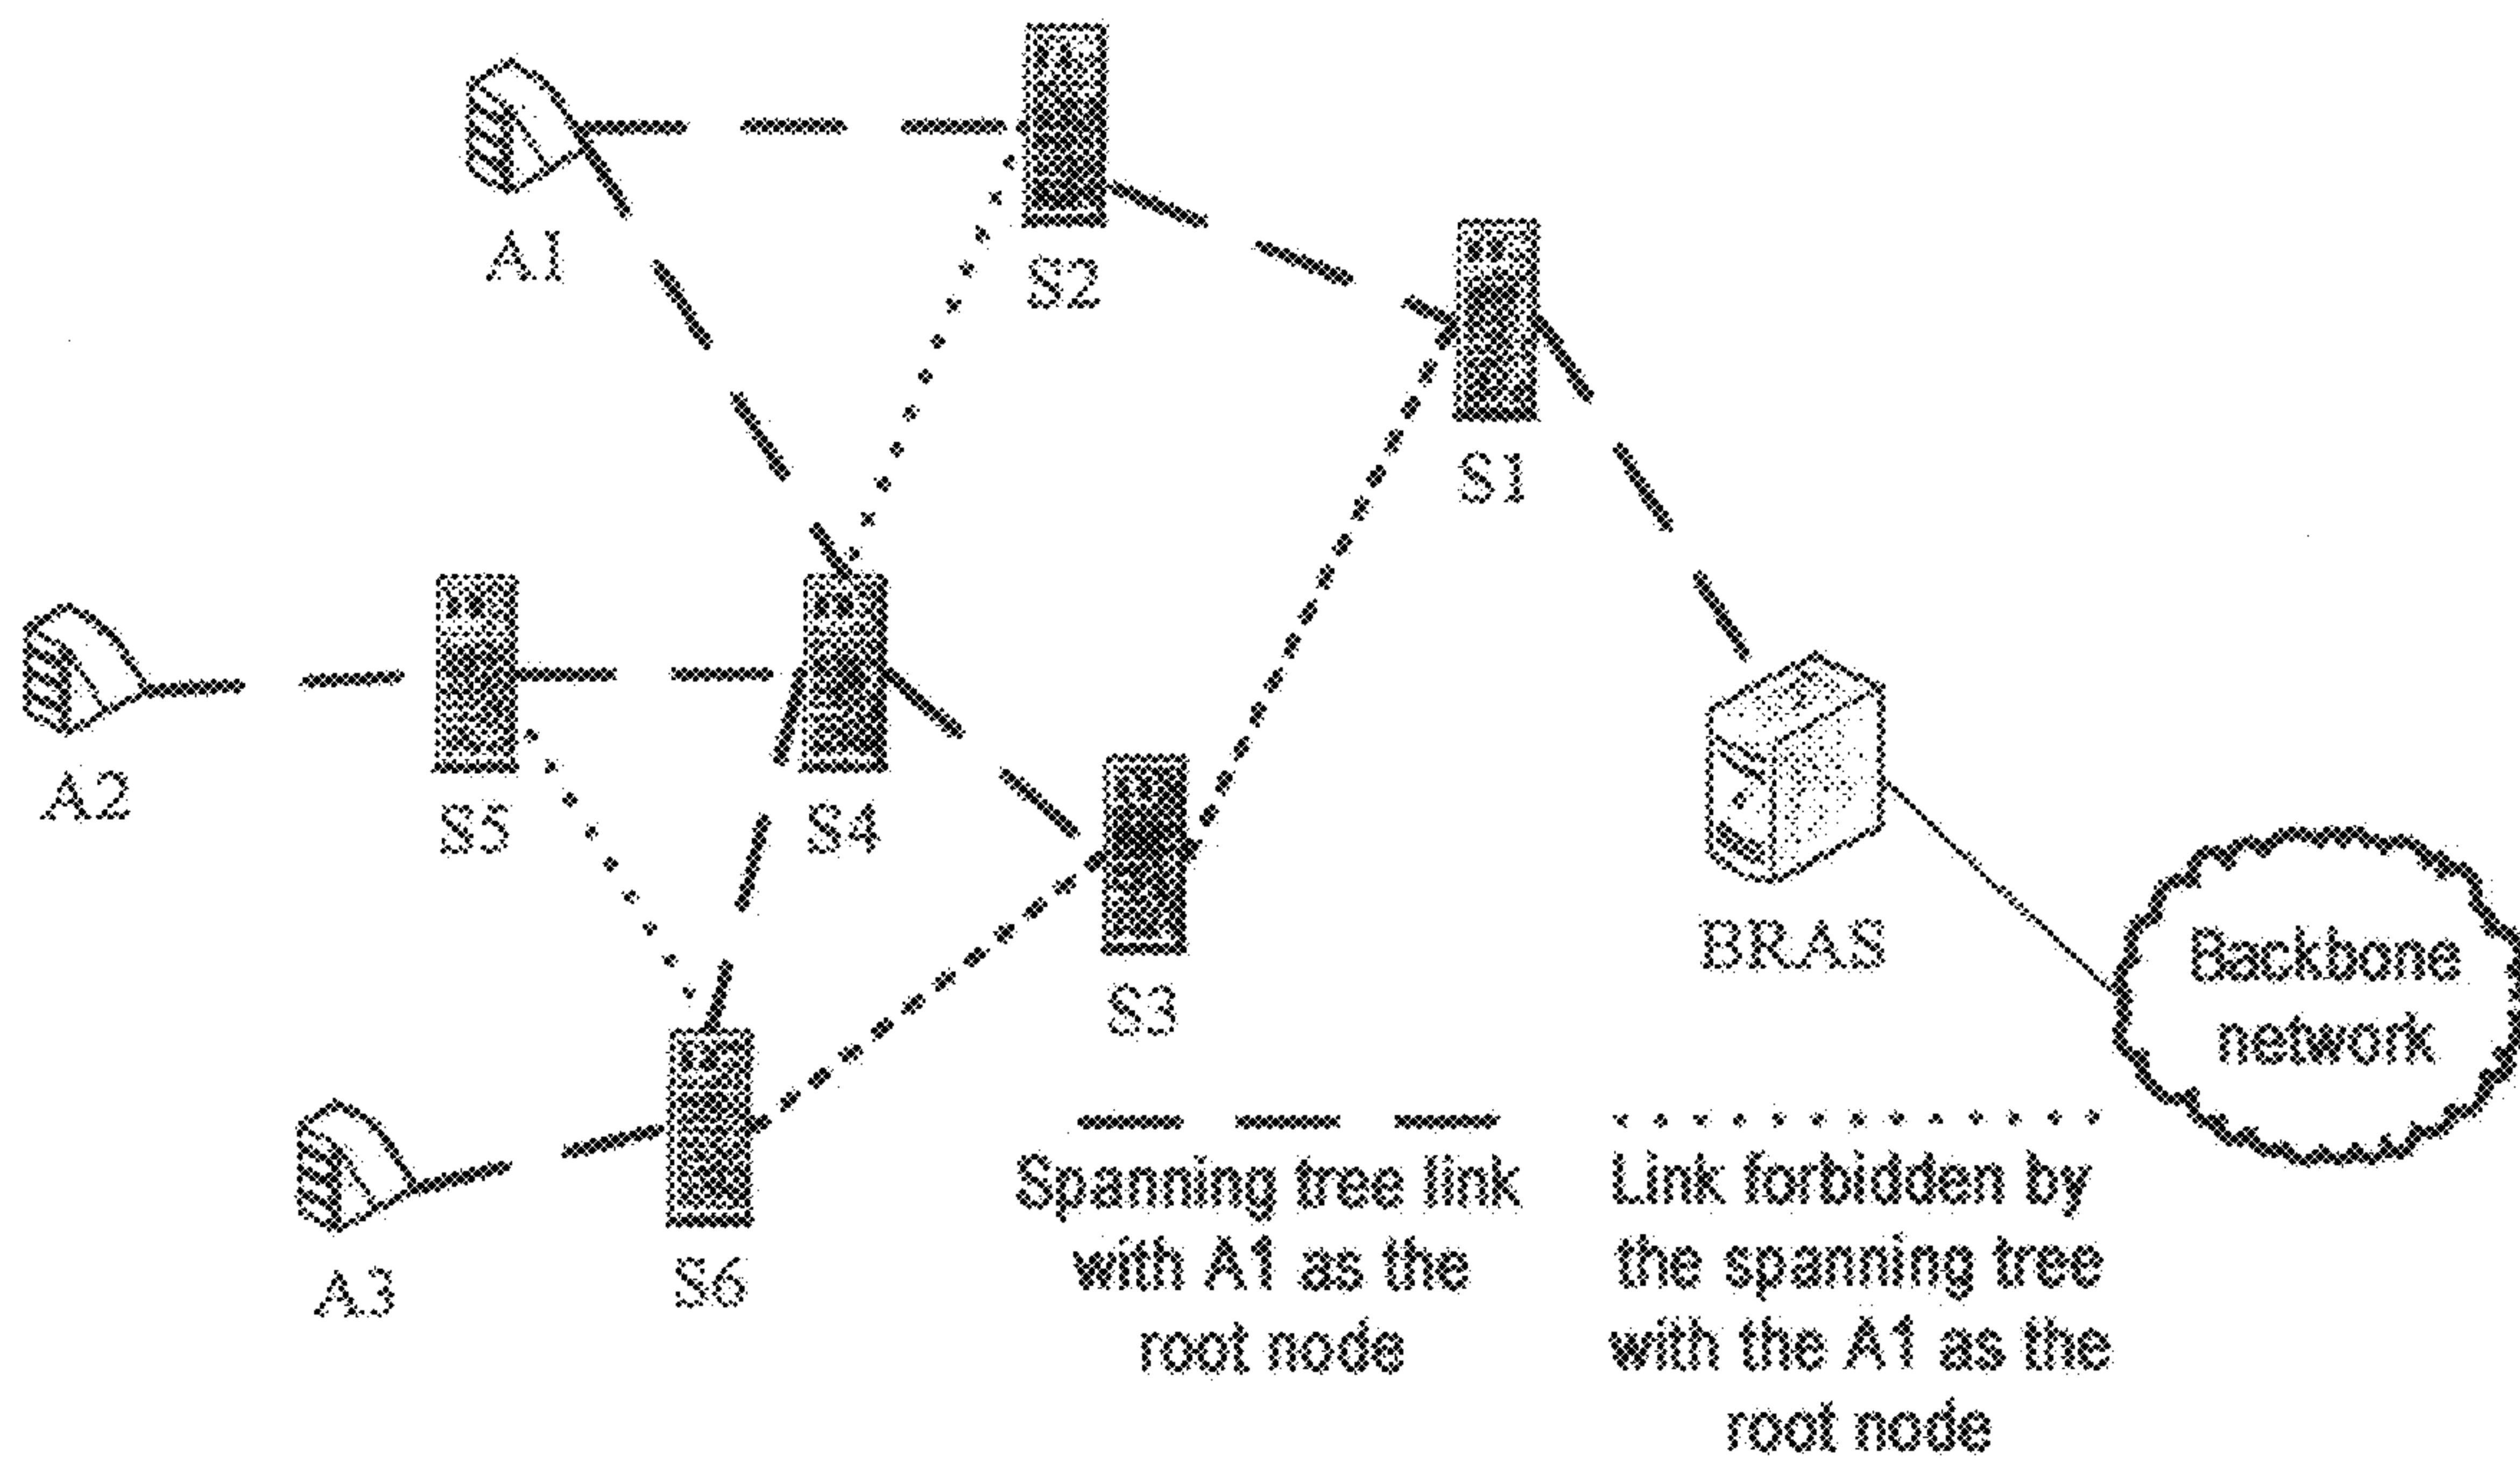 A1
S2
S1
A2
S5
S4
S3
BRAS
Backbone
network
A3
S6
Spanning tree link
with A1 as the
root node
Link forbidden by
the spanning tree
with the A1 as the
root node